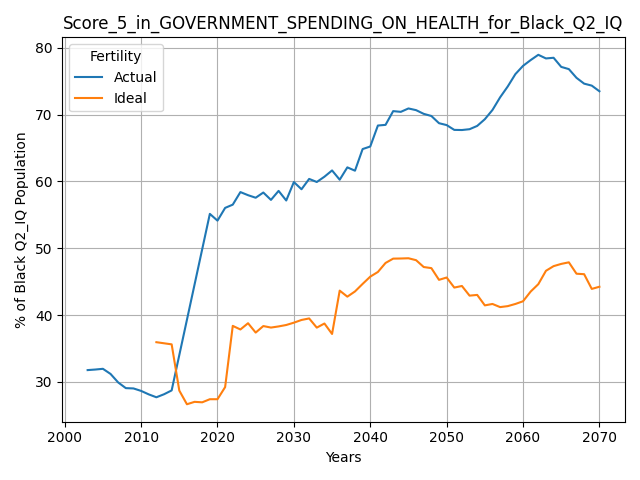 Score_5_in_GOVERNMENT_SPENDING_ON_HEALTH_for_Black_Q2_IQ
Fertility
Actual
Ideal
% of Black Q2_IQ Population
80
70
60
50
40
30
2000 2010 2020 2030 2040 2050 2060 2070
Years